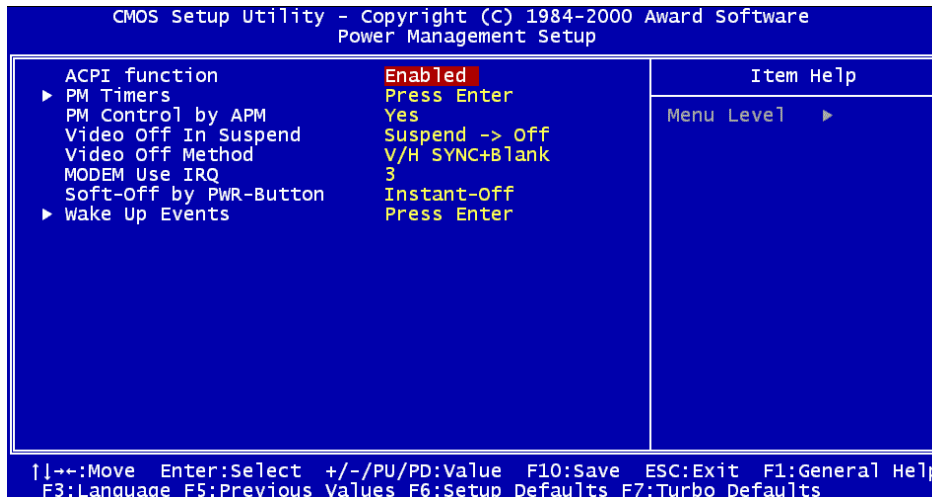 CMOS Setup Utility - Copyright (C) 1984-2000 Award Software
Power Management Setup
ACPI function Enabled
▶ PM Timers Press Enter
PM Control by APM Yes
Video Off In Suspend Suspend -> Off
Video Off Method V/H SYNC+Blank
MODEM Use IRQ 3
Soft-Off by PWR-Button Instant-Off
▶ Wake Up Events Press Enter
Item Help
Menu Level ▶
↑↓→←:Move Enter:Select +/-/PU/PD:Value F10:Save ESC:Exit F1:General Help
F3:Language F5:Previous Values F6:Setup Defaults F7:Turbo Defaults